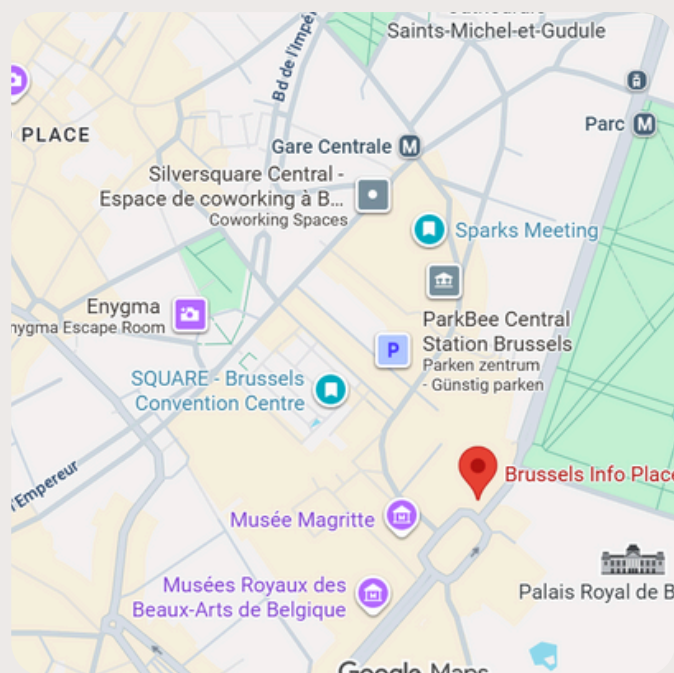 Saints-Michel-et-Gudule
Bd de l'Impé
PLACE
Parc M
Gare Centrale M
Silversquare Central -
Espace de coworking à B...
Coworking Spaces
Sparks Meeting
Enygma
nygma Escape Room
ParkBee Central
Station Brussels
Parken zentrum
- Günstig parken
P
SQUARE - Brussels
Convention Centre
l'Empereur
Brussels Info Place
Musée Magritte
Musées Royaux des
Beaux-Arts de Belgique
Palais Royal de B
Google Maps